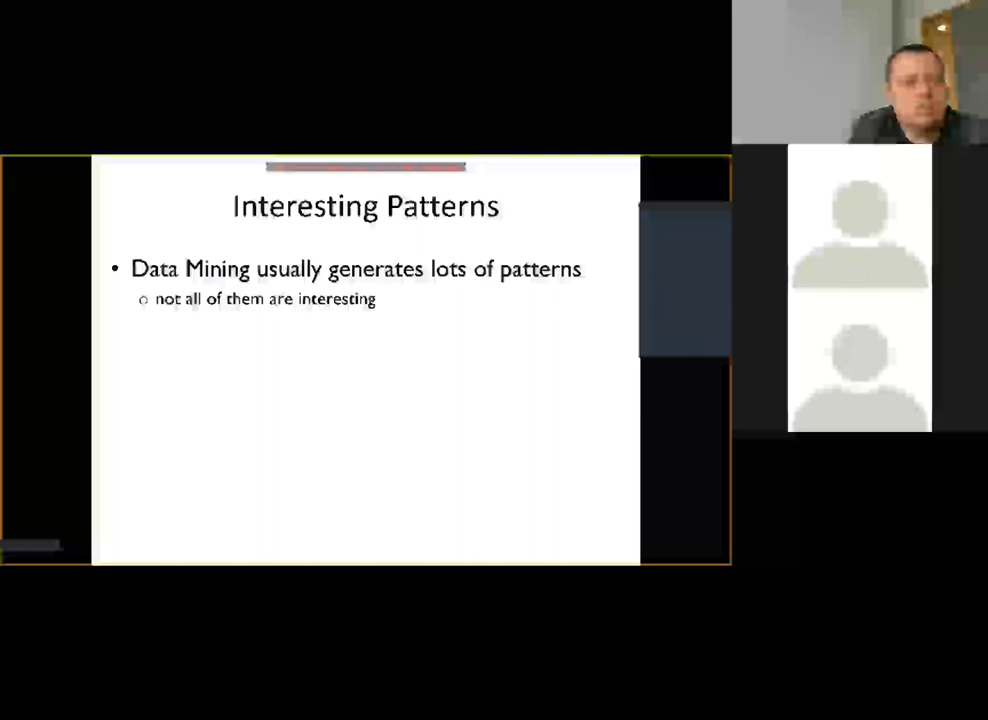 Interesting Patterns
• Data Mining usually generates lots of patterns
○ not all of them are interesting